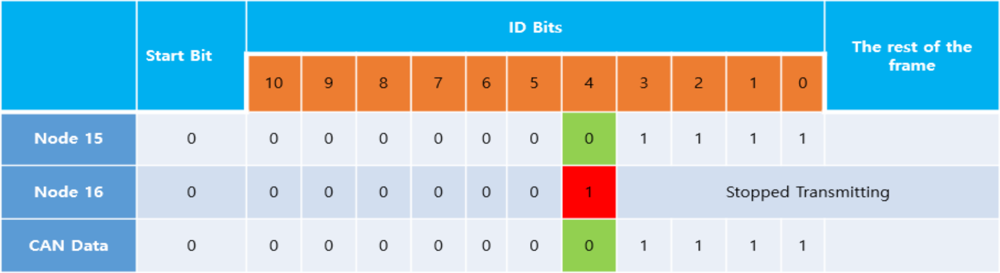 Start Bit
ID Bits
The rest of the
frame
10 9 8 7 6 5 4 3 2 1 0
Node 15 0 0 0 0 0 0 0 0 1 1 1 1
Node 16 0 0 0 0 0 0 0 1 Stopped Transmitting
CAN Data 0 0 0 0 0 0 0 0 1 1 1 1